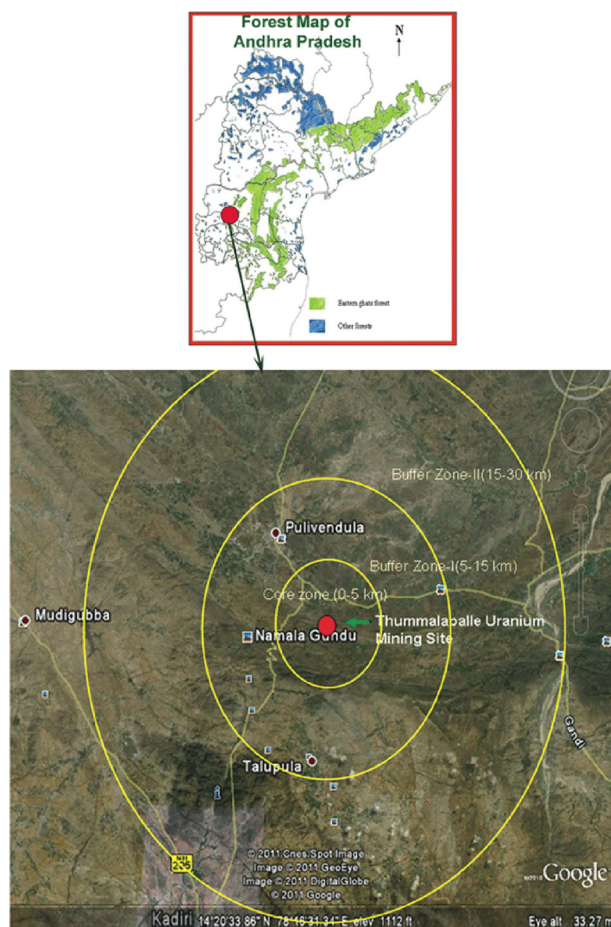 Forest Map of
Andhra Pradesh
N
Eastern ghats forest
Other forests
Buffer Zone-II(15-30 km)
Pulivendula
Buffer Zone-I(5-15 km)
Core zone (0-5 km)
Mudigubba
Thummalapalle Uranium
Mining Site
Namala Gundu
Gandi
Talupula
© 2011 Cnes/Spot Image
Image © 2011 GeoEye
Image © 2011 DigitalGlobe
© 2011 Google
Google
Kadiri 14°20'33.86" N 78°16'31.34" E elev 1112 ft Eye alt 33.27 m